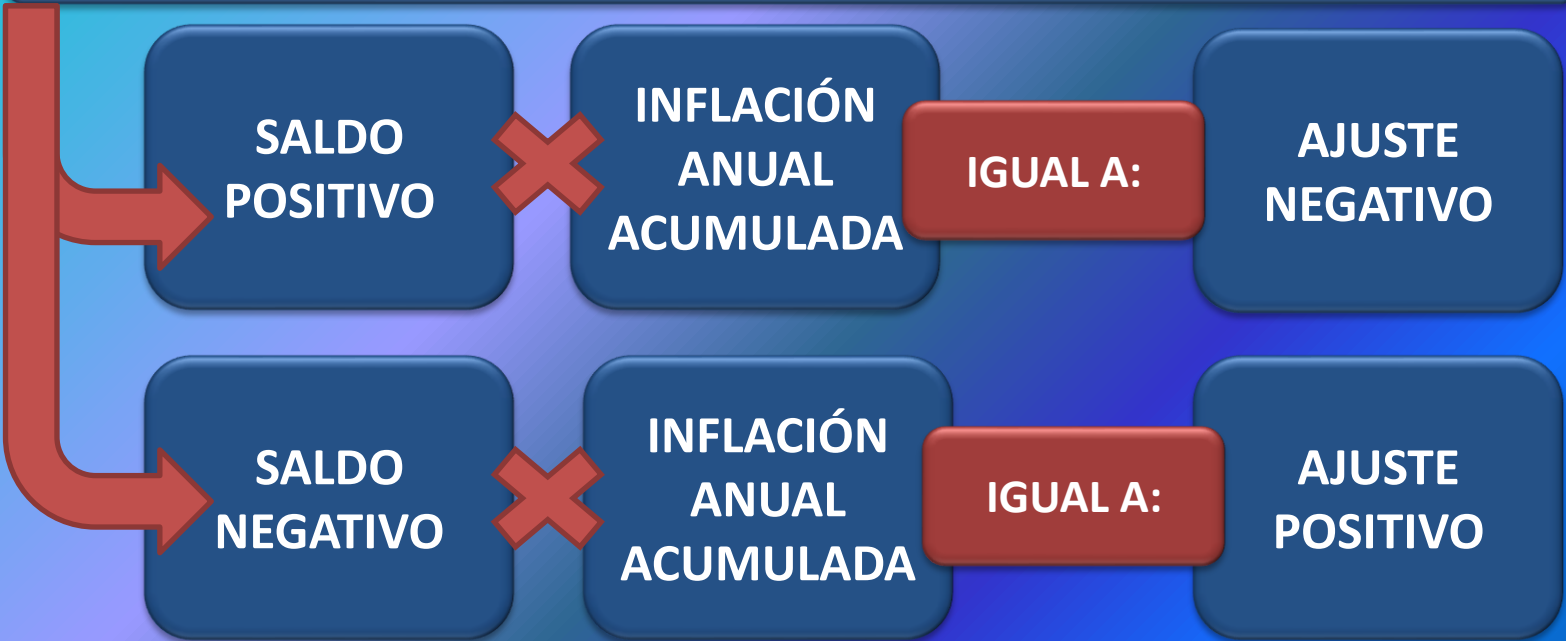 SALDO
POSITIVO
INFLACIÓN
ANUAL
ACUMULADA
IGUAL A:
AJUSTE
NEGATIVO
SALDO
NEGATIVO
INFLACIÓN
ANUAL
ACUMULADA
IGUAL A:
AJUSTE
POSITIVO